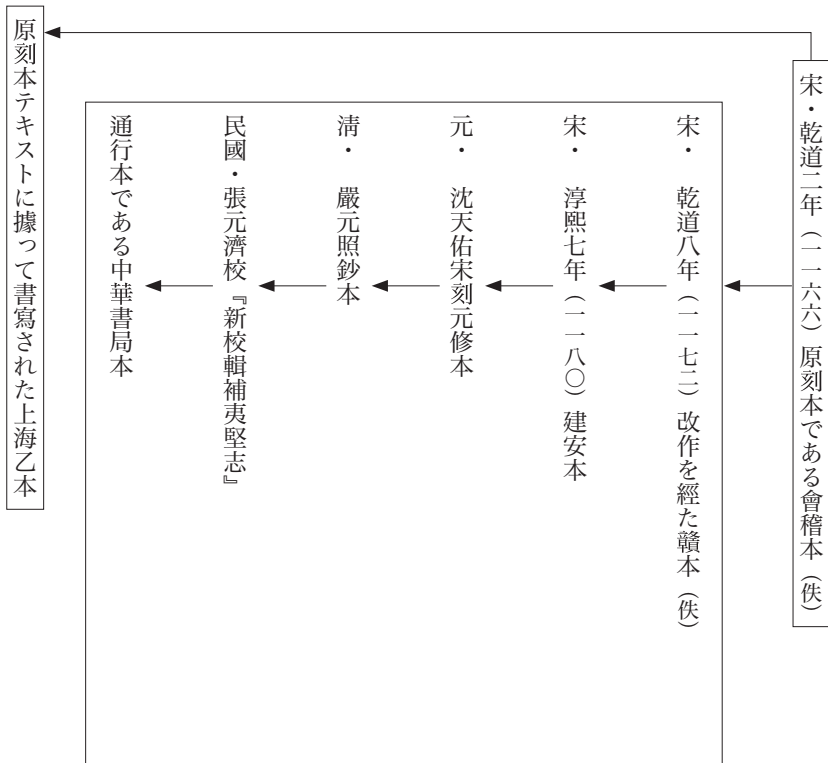 宋・乾道二年（一一六六）原刻本である會稽本（佚）
宋・　乾道八年（一一七二）改作を經た贛本（佚）
宋・　淳熙七年（一一八〇）建安本
元・　沈天佑宋刻元修本
淸・　嚴元照鈔本
民國・張元濟校『新校輯補夷堅志』
通行本である中華書局本
原刻本テキストに據って書寫された上海乙本